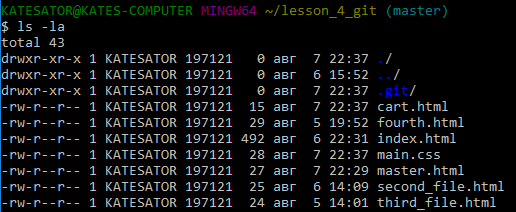 KATESATOR@KATES-COMPUTER MINGW64 ~/lesson_4_git (master)
$ ls -la
total 43
drwxr-xr-x 1 KATESATOR 197121   0 авг  7 22:37 ./
drwxr-xr-x 1 KATESATOR 197121   0 авг  6 15:52 ../
drwxr-xr-x 1 KATESATOR 197121   0 авг  7 22:37 .git/
-rw-r--r-- 1 KATESATOR 197121  15 авг  7 22:37 cart.html
-rw-r--r-- 1 KATESATOR 197121  29 авг  5 19:52 fourth.html
-rw-r--r-- 1 KATESATOR 197121 492 авг  6 22:31 index.html
-rw-r--r-- 1 KATESATOR 197121  28 авг  7 22:37 main.css
-rw-r--r-- 1 KATESATOR 197121  27 авг  7 22:29 master.html
-rw-r--r-- 1 KATESATOR 197121  25 авг  6 14:09 second_file.html
-rw-r--r-- 1 KATESATOR 197121  24 авг  5 14:01 third_file.html